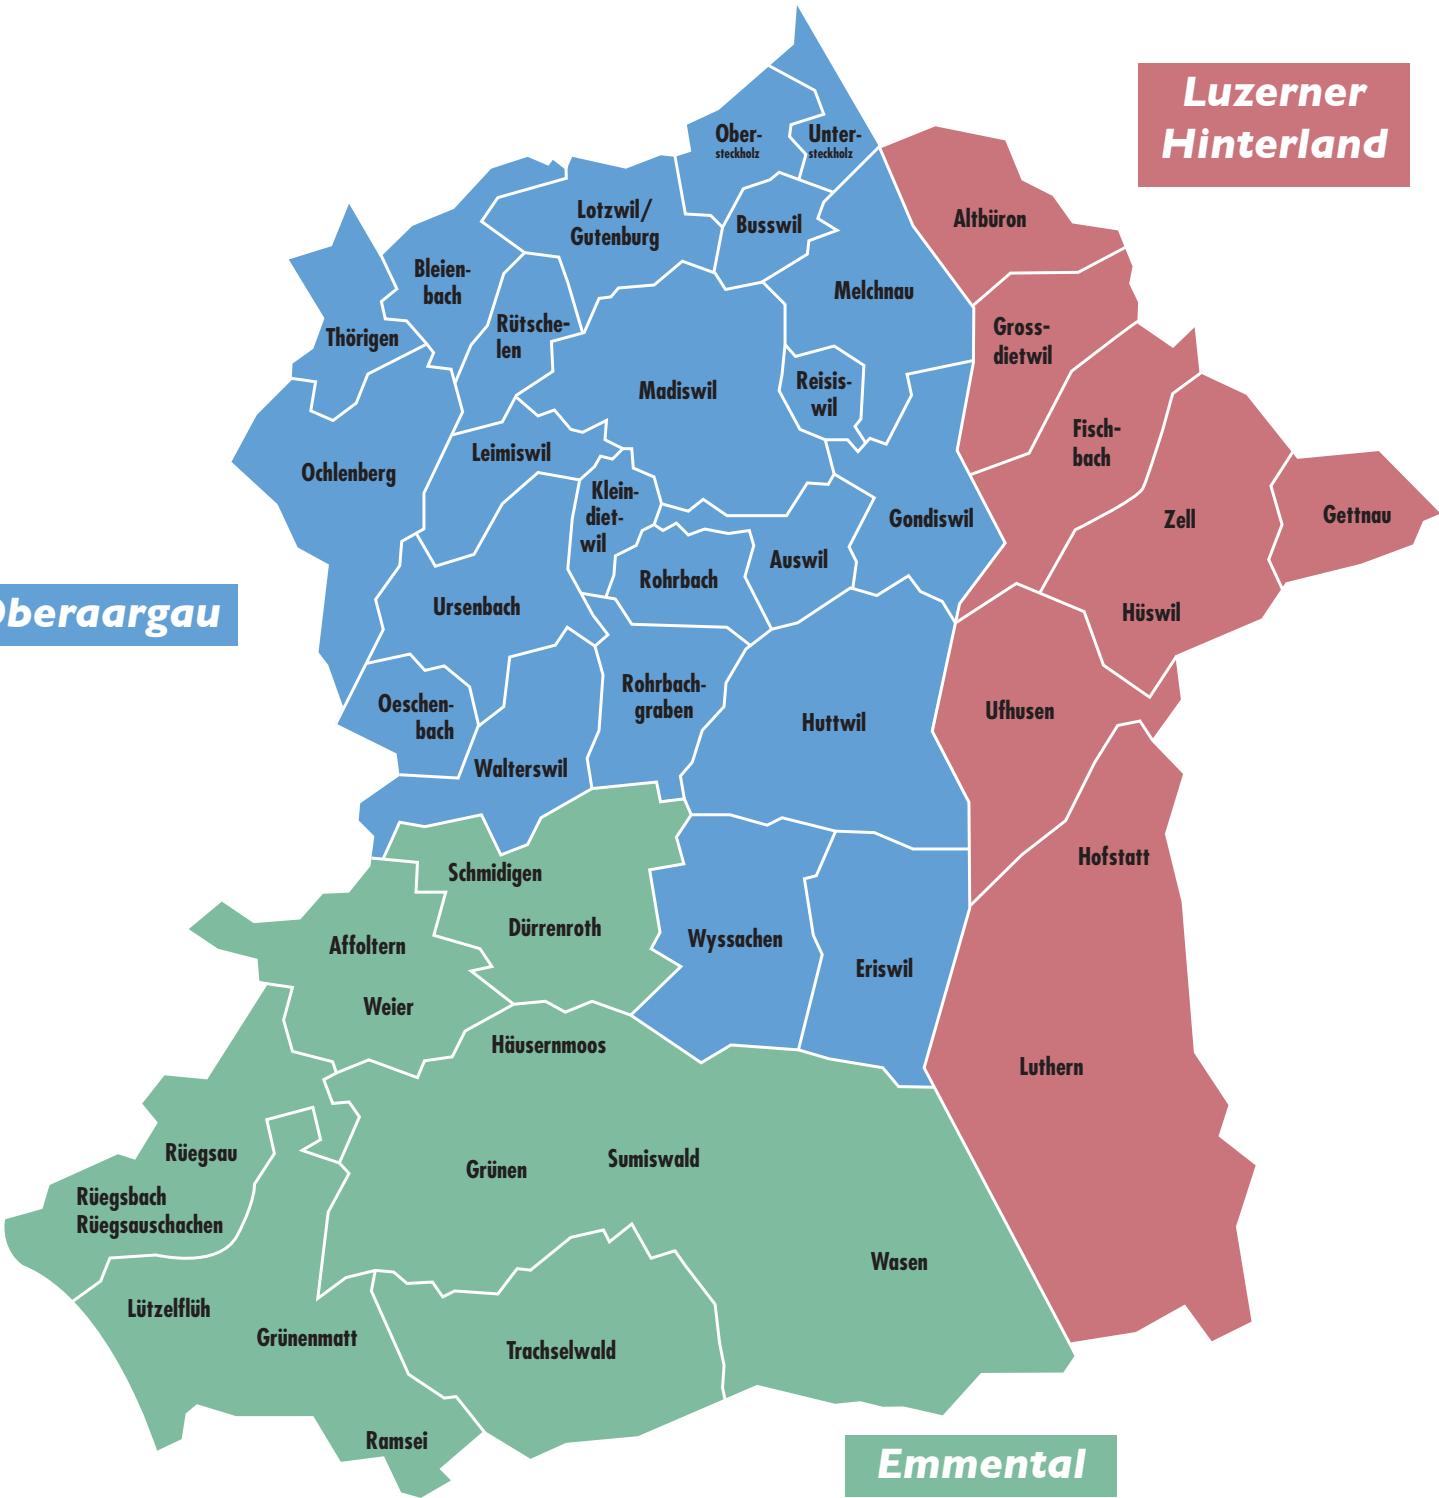 Luzerner
Hinterland
Ober-
steckholz
Unter-
steckholz
Altbüron
Lotzwil/
Gutenburg
Busswil
Bleien-
bach
Melchnau
Thörigen
Rütsche-
len
Gross-
dietwil
Madiswil
Reisis-
wil
Fisch-
bach
Leimiswil
Ochlenberg
Klein-
diet-
wil
Gondiswil
Zell
Gettnau
Auswil
Rohrbach
Ursenbach
Hüswil
Oberaargau
Rohrbach-
graben
Oeschen-
bach
Ufhusen
Huttwil
Walterswil
Hofstatt
Schmidigen
Dürrenroth
Affoltern
Wyssachen
Eriswil
Weier
Häusernmoos
Luthern
Rüegsau
Grünen
Sumiswald
Rüegsbach
Rüegsauschachen
Wasen
Lützelflüh
Grünenmatt
Trachselwald
Ramsei
Emmental